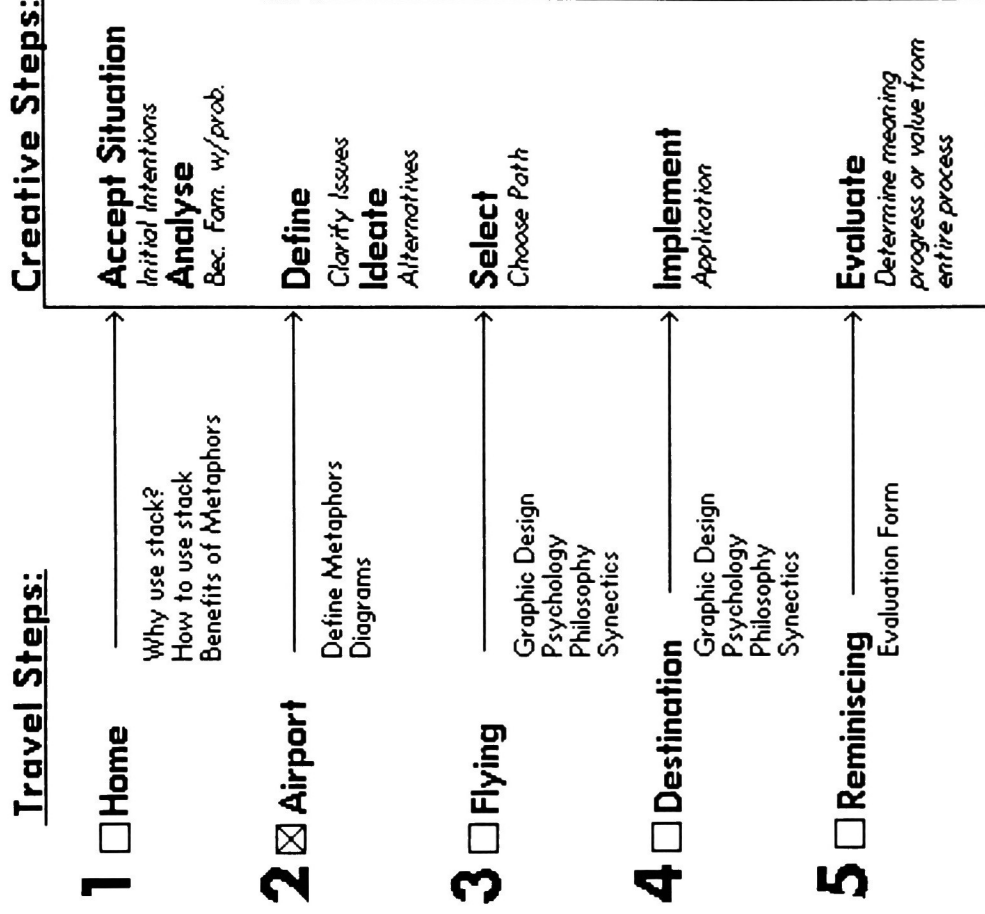 Travel Steps:
Creative Steps:
1 Home
Why use stack?
How to use stack
Benefits of Metaphors
Accept Situation
Initial Intentions
Analyse
Bec. Fam. w/prob.
2 Airport
Define Metaphors
Diagrams
Define
Clarify Issues
Ideate
Alternatives
3 Flying
Graphic Design
Psychology
Philosophy
Synectics
Select
Choose Path
4 Destination
Graphic Design
Psychology
Philosophy
Synectics
Implement
Application
5 Reminiscing
Evaluation Form
Evaluate
Determine meaning
progress or value from
entire process